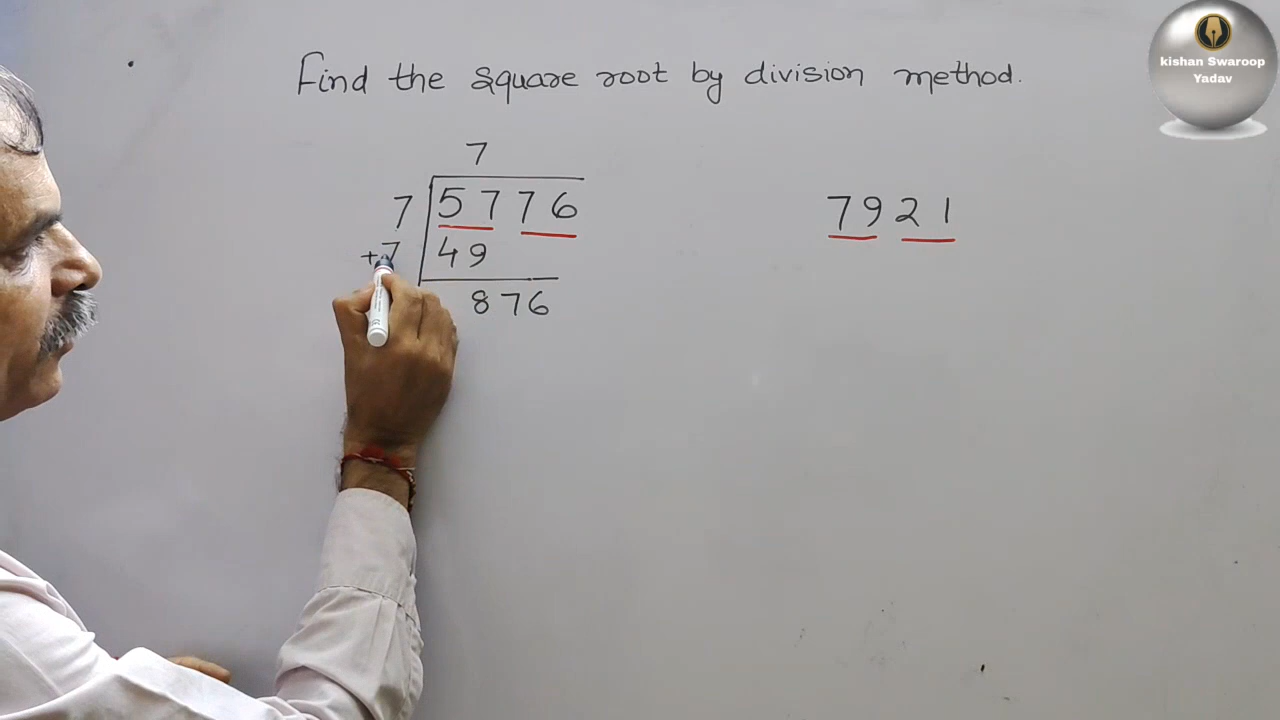 Find the square root by division method.
kishan Swaroop
Yadav
7
7 5776
+7 49
876
7921